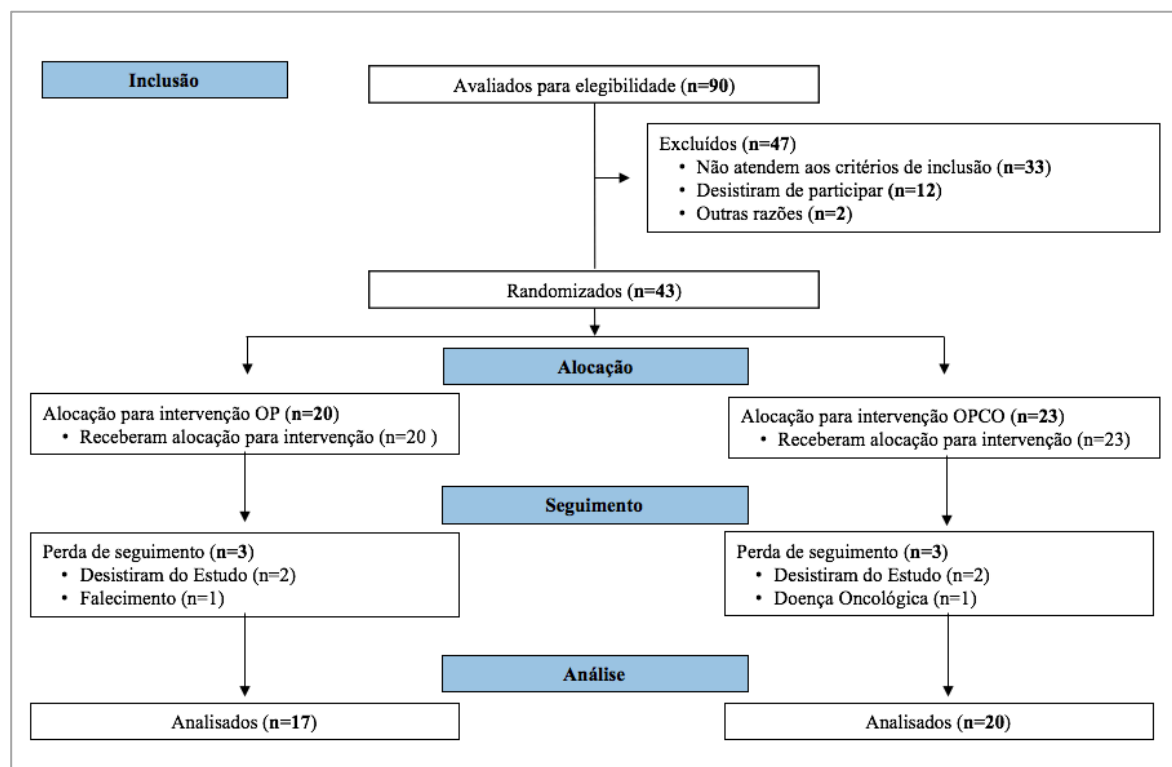 Inclusão
Avaliados para elegibilidade (n=90)
Excluídos (n=47)
• Não atendem aos critérios de inclusão (n=33)
• Desistiram de participar (n=12)
• Outras razões (n=2)
Randomizados (n=43)
Alocação
Alocação para intervenção OP (n=20)
• Receberam alocação para intervenção (n=20 )
Alocação para intervenção OPCO (n=23)
• Receberam alocação para intervenção (n=23)
Seguimento
Perda de seguimento (n=3)
• Desistiram do Estudo (n=2)
• Falecimento (n=1)
Perda de seguimento (n=3)
• Desistiram do Estudo (n=2)
• Doença Oncológica (n=1)
Análise
Analisados (n=17)
Analisados (n=20)